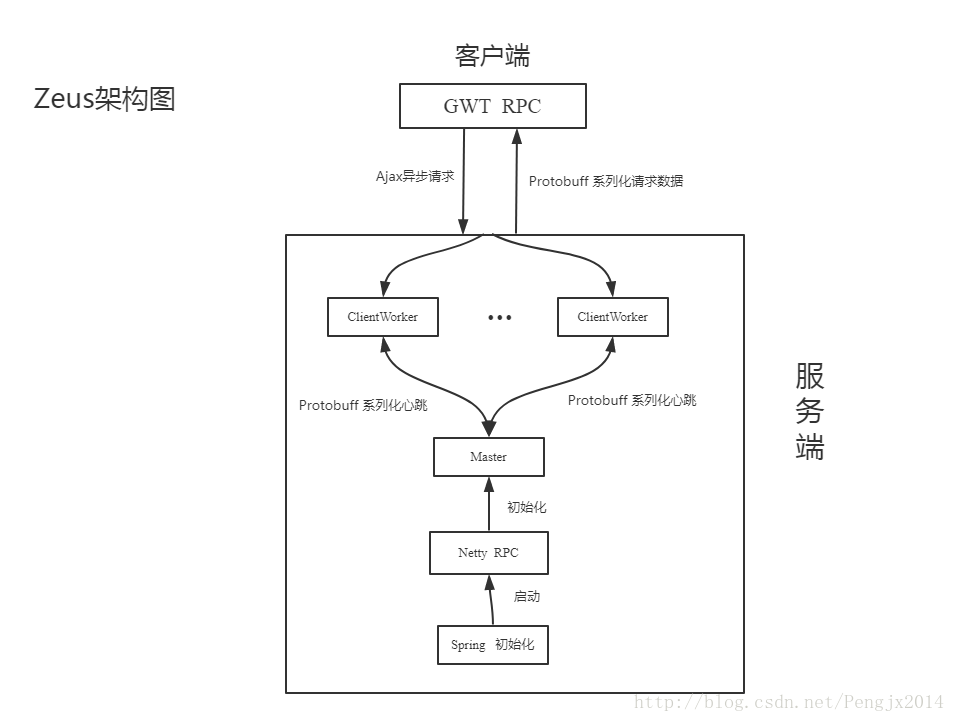 客户端
Zeus架构图
GWT RPC
Ajax异步请求
Protobuff 系列化请求数据
ClientWorker
...
ClientWorker
服务端
Protobuff 系列化心跳
Protobuff 系列化心跳
Master
初始化
Netty RPC
启动
Spring 初始化
http://blog.csdn.net/Pengjx2014